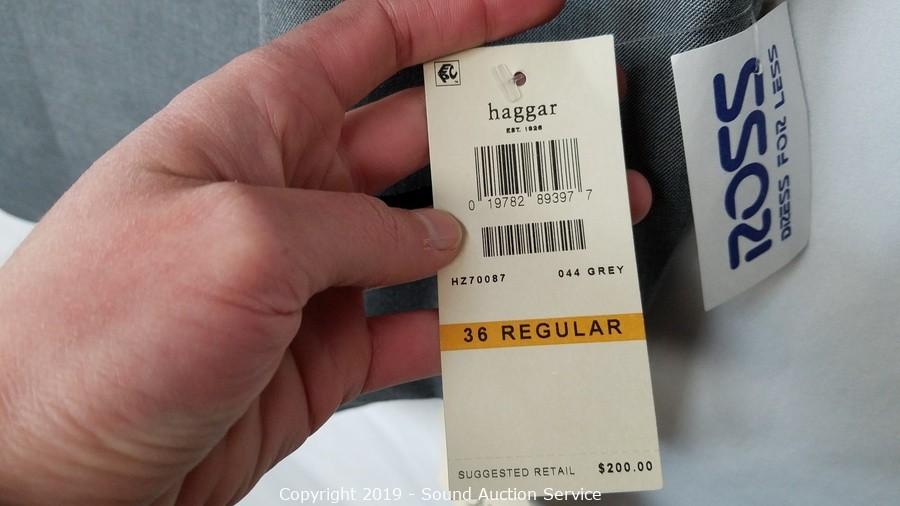 haggar
EST. 1926
0 19782 89397 7
HZ70087 044 GREY
36 REGULAR
SUGGESTED RETAIL $200.00
ROSS
DRESS FOR LESS
Copyright 2019 - Sound Auction Service